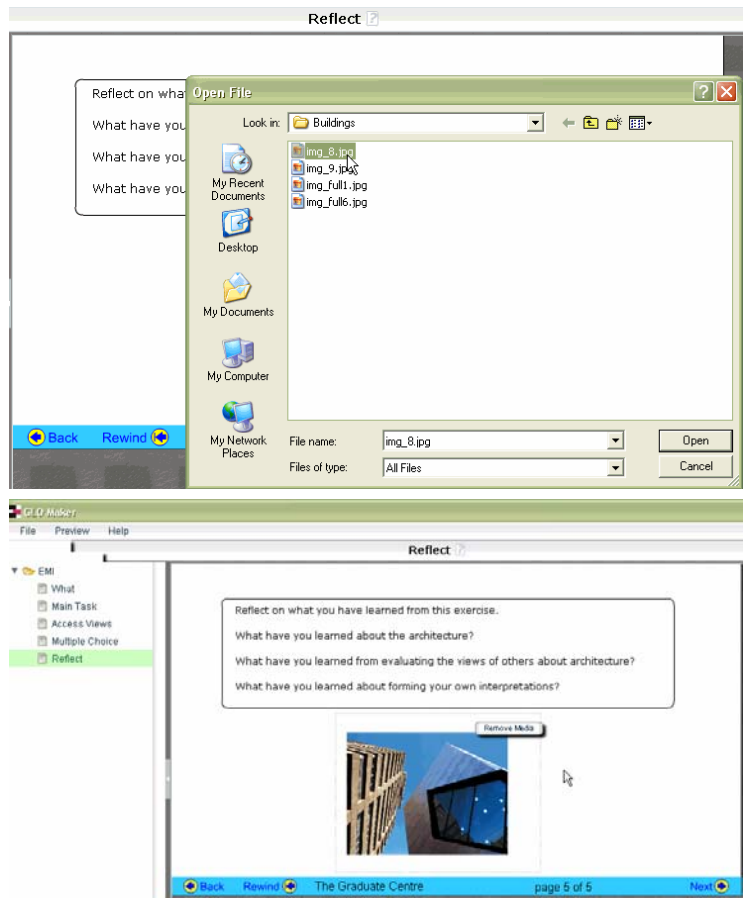 Reflect ?
Open File
Reflect on wha
What have you
What have you
What have you
Look in: Buildings
img_8.jpg
img_9.jpg
img_full1.jpg
img_full6.jpg
My Recent
Documents
Desktop
My Documents
My Computer
My Network
Places
File name: img_8.jpg Open
Files of type: All Files Cancel
Back Rewind
GLO Maker
File Preview Help
Reflect ?
EMI
What
Main Task
Access Views
Multiple Choice
Reflect
Reflect on what you have learned from this exercise.
What have you learned about the architecture?
What have you learned from evaluating the views of others about architecture?
What have you learned about forming your own interpretations?
Remove Media
Back Rewind The Graduate Centre page 5 of 5 Next